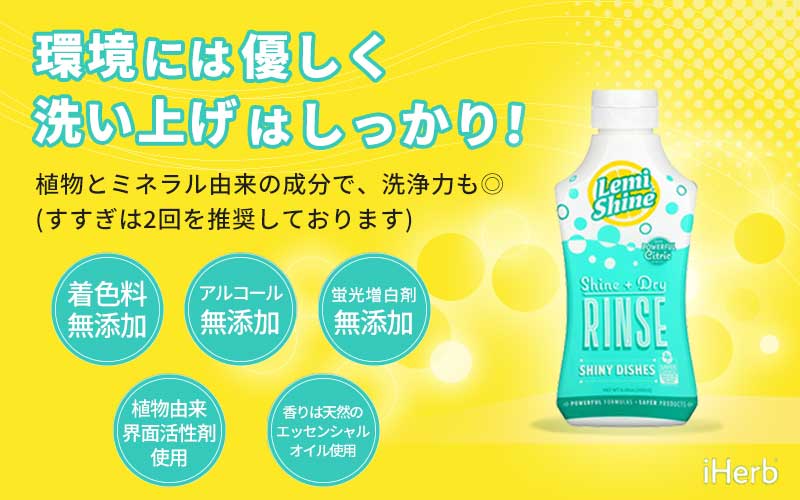 環境には優しく
洗い上げはしっかり!
植物とミネラル由来の成分で、洗浄力も◎
(すすぎは2回を推奨しております)
着色料
無添加
アルコール
無添加
蛍光増白剤
無添加
植物由来
界面活性剤
使用
香りは天然の
エッセンシャル
オイル使用
Lemi
Shine
POWERFUL
Citric
Shine + Dry
RINSE
SHINY DISHES
POWERFUL FORMULAS • SAFER PRODUCTS
iHerb